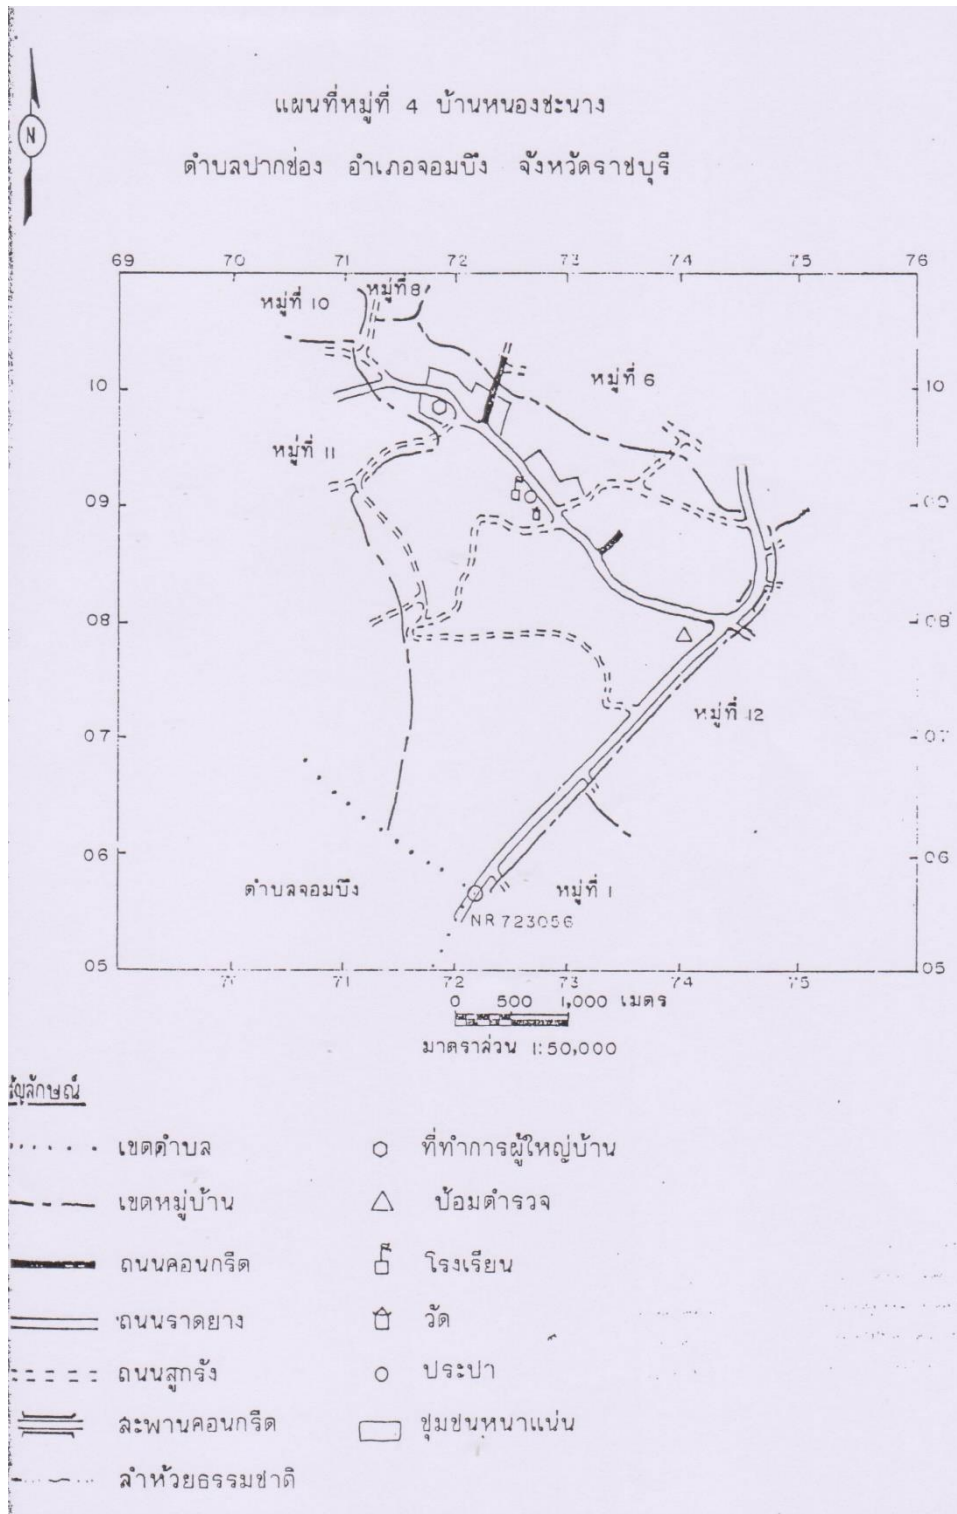 N
แผนที่หมู่ที่ 4 บ้านหนองชะนาง
ตำบลปากช่อง อำเภอจอมบึง จังหวัดราชบุรี
69 70 71 72 73 74 75 76
หมู่ที่ 10
หมู่ที่ 8
10 10
หมู่ที่ 6
หมู่ที่ 11
09
08 08
หมู่ที่ 12
07 07
06 06
ตำบลจอมบึง
หมู่ที่ 1
NR 723056
05 05
71 72 73 74 75
0 500 1,000 เมตร
มาตราส่วน 1:50,000
สัญลักษณ์
เขตตำบล
ที่ทำการผู้ใหญ่บ้าน
เขตหมู่บ้าน
ป้อมตำรวจ
ถนนคอนกรีต
โรงเรียน
ถนนราดยาง
วัด
ถนนลูกรัง
ประปา
สะพานคอนกรีต
ชุมชนหนาแน่น
ลำห้วยธรรมชาติ